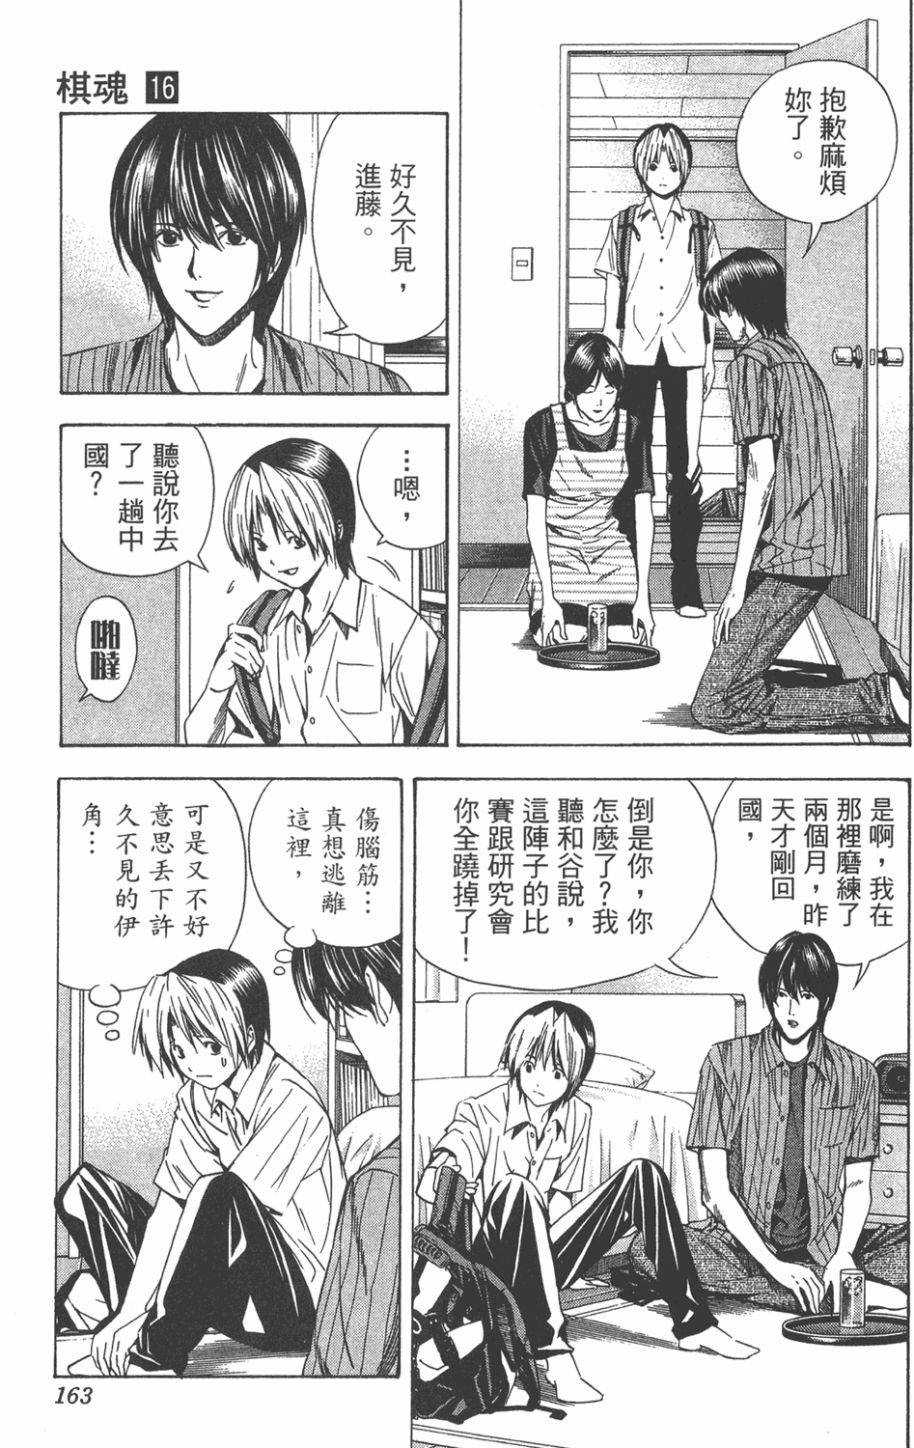 棋魂 16
抱歉麻煩
妳了。
好久不見，
進藤。
…嗯，
聽說你去
了一趟中
國？
啪噠
是啊，我在
那裡磨練了
兩個月，昨
天才剛回
國，
倒是你，你
怎麼了？我
聽和谷說，
這陣子的比
賽跟研究會
你全蹺掉了！
傷腦筋…
真想逃離
這裡，
可是又不好
意思丟下許
久不見的伊
角…
163